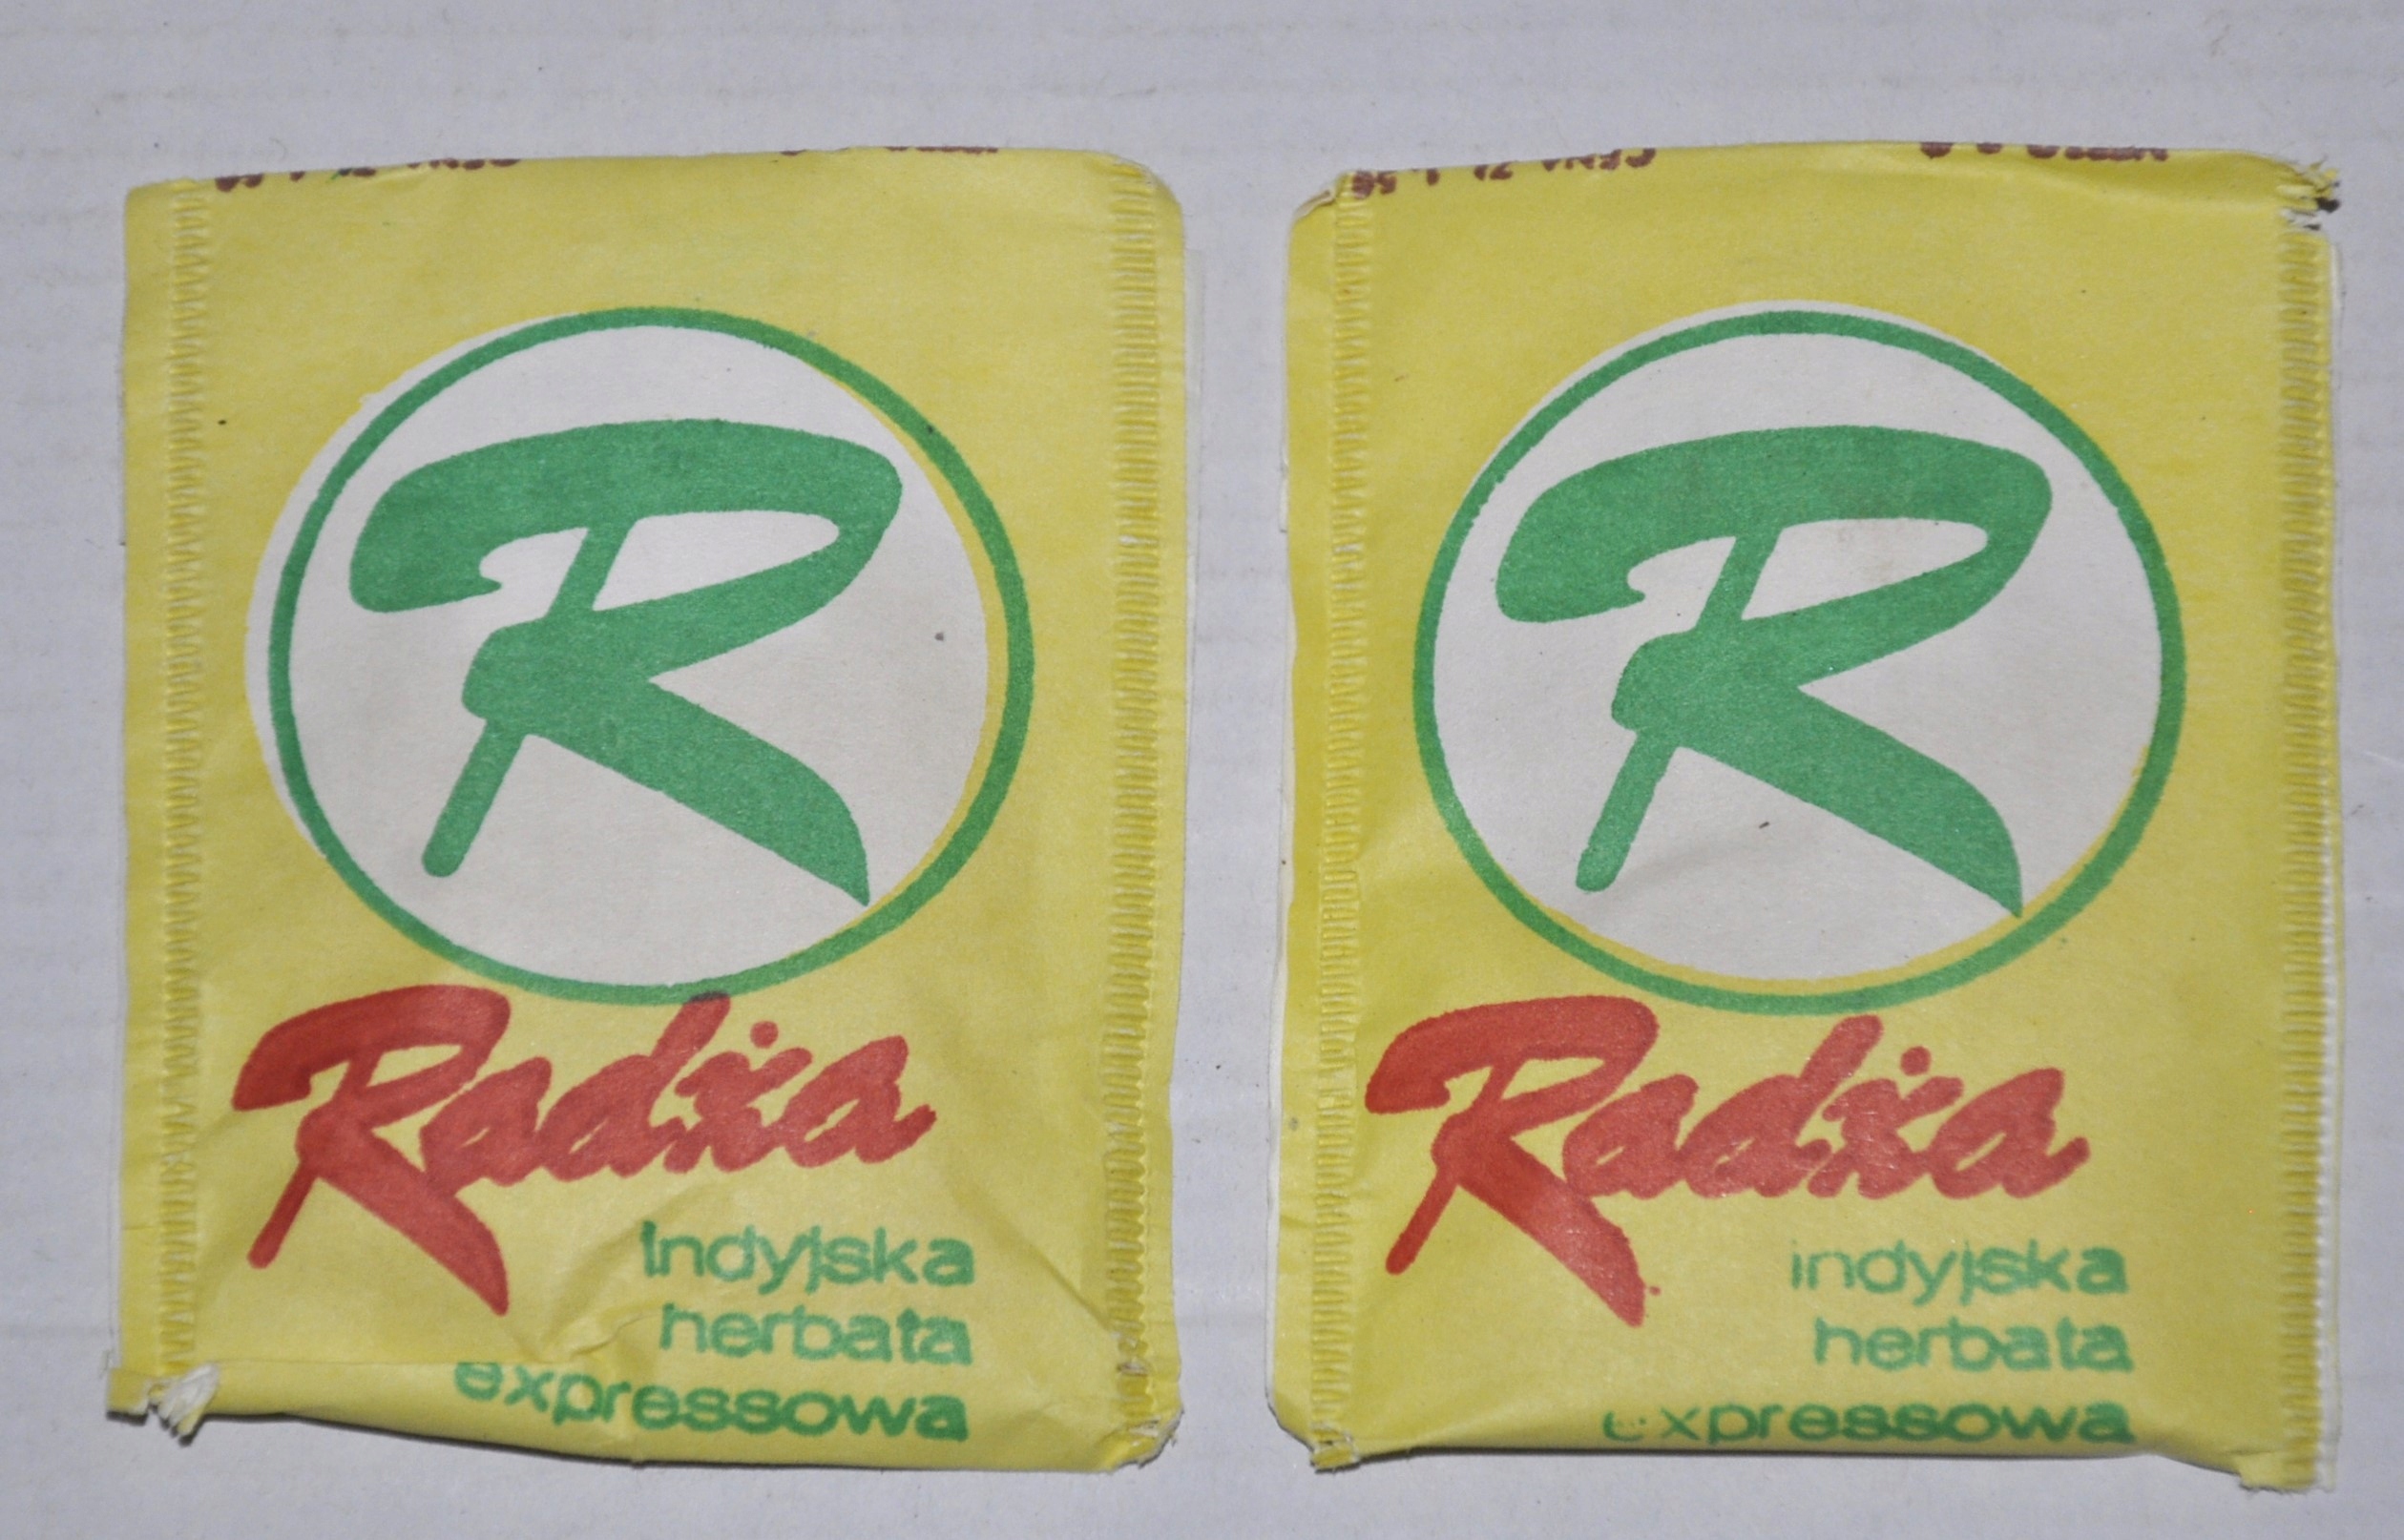 R
Radża
indyjska
herbata
expressowa
R
Radża
indyjska
herbata
expressowa